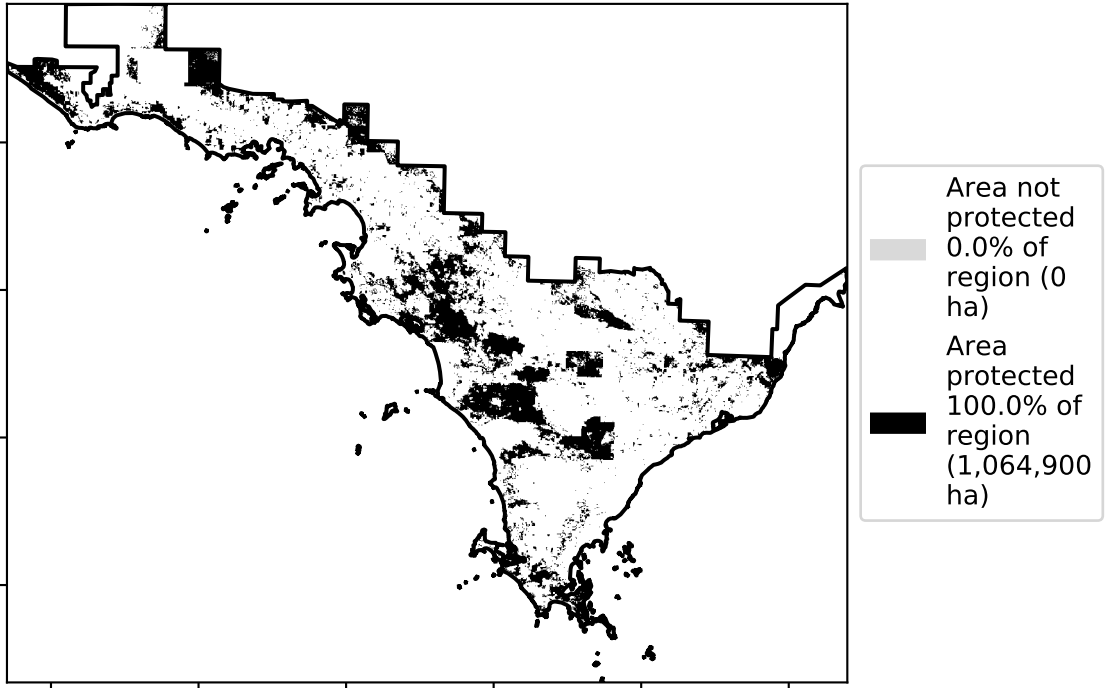 Area not
protected
0.0% of
region (0
ha)
Area
protected
100.0% of
region
(1,064,900
ha)